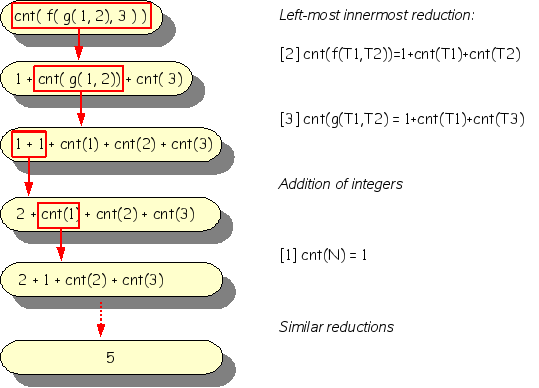 cnt( f( g( 1, 2), 3 ) )
Left-most innermost reduction:
[2] cnt(f(T1,T2))=1+cnt(T1)+cnt(T2)
1 + cnt( g( 1, 2)) + cnt( 3)
[3] cnt(g(T1,T2) = 1+cnt(T1)+cnt(T3)
1 + 1 + cnt(1) + cnt(2) + cnt(3)
Addition of integers
2 + cnt(1) + cnt(2) + cnt(3)
[1] cnt(N) = 1
2 + 1 + cnt(2) + cnt(3)
Similar reductions
5